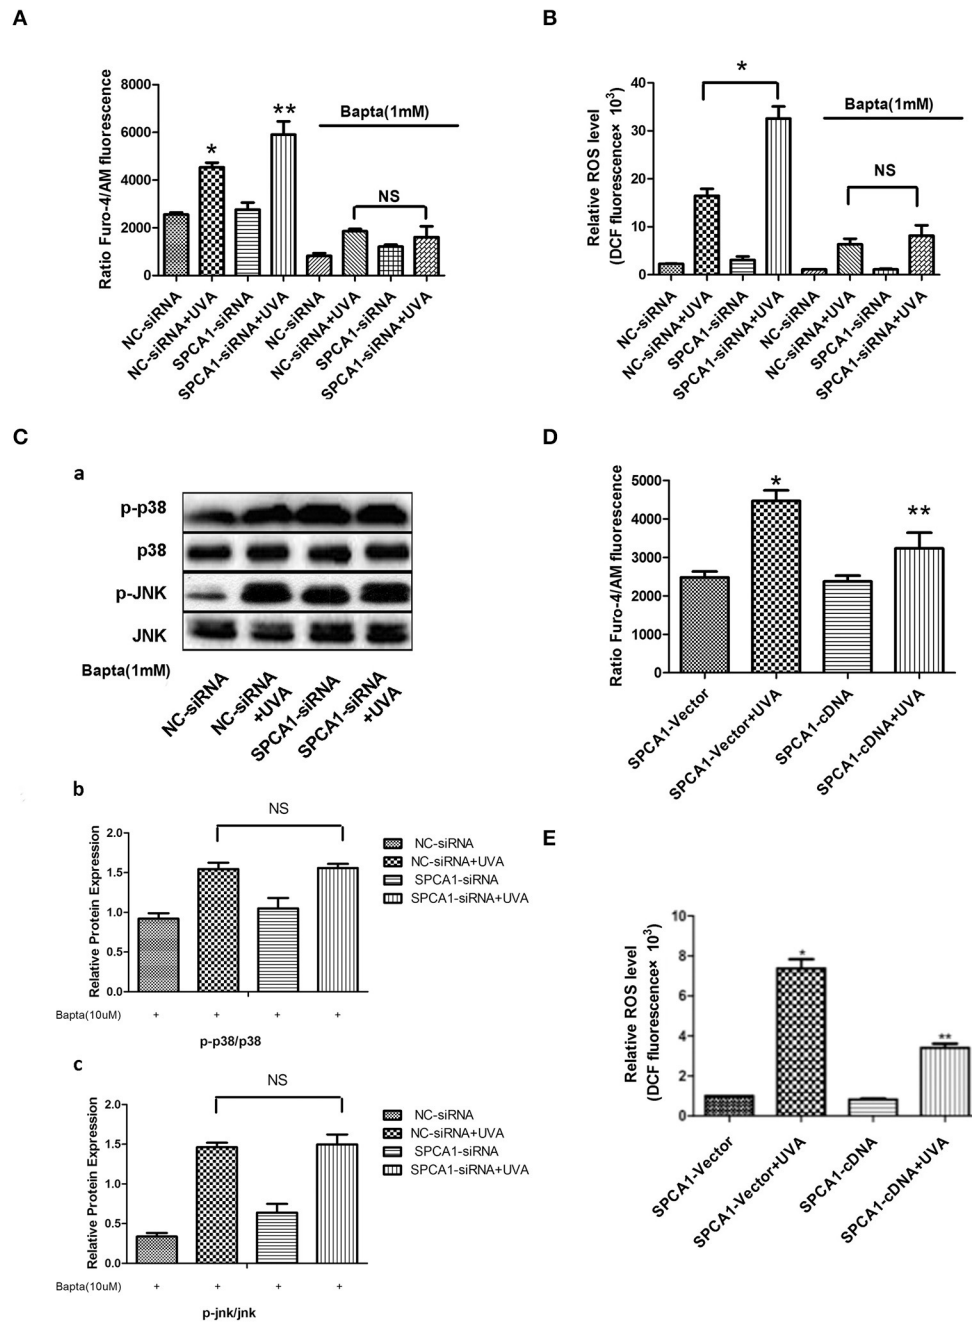 A
Ratio Furo-4/AM fluorescence
8000
6000
4000
2000
0
*
**
Bapta(1mM)
NS
NC-siRNA
NC-siRNA+UVA
SPCA1-siRNA
SPCA1-siRNA+UVA
NC-siRNA
NC-siRNA+UVA
SPCA1-siRNA
SPCA1-siRNA+UVA
B
Relative ROS level
(DCF fluorescence× 10³)
40
30
20
10
0
*
Bapta(1mM)
NS
NC-siRNA
NC-siRNA+UVA
SPCA1-siRNA
SPCA1-siRNA+UVA
NC-siRNA
NC-siRNA+UVA
SPCA1-siRNA
SPCA1-siRNA+UVA
C
a
p-p38
p38
p-JNK
JNK
Bapta(1mM)
NC-siRNA
NC-siRNA
+UVA
SPCA1-siRNA
SPCA1-siRNA
+UVA
b
Relative Protein Expression
2.0
1.5
1.0
0.5
0.0
NS
NC-siRNA
NC-siRNA+UVA
SPCA1-siRNA
SPCA1-siRNA+UVA
Bapta(10uM) + + + +
p-p38/p38
c
Relative Protein Expression
2.0
1.5
1.0
0.5
0.0
NS
NC-siRNA
NC-siRNA+UVA
SPCA1-siRNA
SPCA1-siRNA+UVA
Bapta(10uM) + + + +
p-jnk/jnk
D
Ratio Furo-4/AM fluorescence
5000
4000
3000
2000
1000
0
*
**
SPCA1-Vector
SPCA1-Vector+UVA
SPCA1-cDNA
SPCA1-cDNA+UVA
E
Relative ROS level
(DCF fluorescence× 10³)
10
8
6
4
2
0
*
**
SPCA1-Vector
SPCA1-Vector+UVA
SPCA1-cDNA
SPCA1-cDNA+UVA